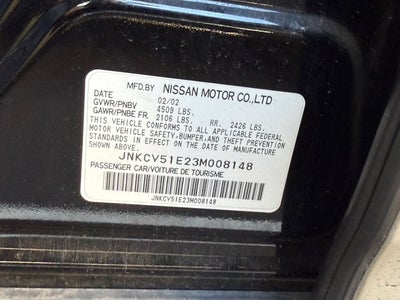 MFD.BY NISSAN MOTOR CO.,LTD
DATE 02/02
GVWR/PNBV 4509 LBS.
GAWR/PNBE FR. 2106 LBS. RR. 2426 LBS.
THIS VEHICLE CONFORMS TO ALL APPLICABLE FEDERAL
MOTOR VEHICLE SAFETY,BUMPER,AND THEFT PREVENTION
STANDARDS IN EFFECT ON THE DATE OF MANUFACTURE
SHOWN ABOVE.
JNKCV51E23M008148
PASSENGER CAR/VOITURE DE TOURISME
JNKCV51E23M008148